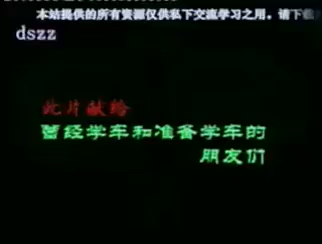 本站提供的所有资源仅供私下交流学习之用。请下载
dszz
此片献给
曾经学车和准备学车的
朋友们